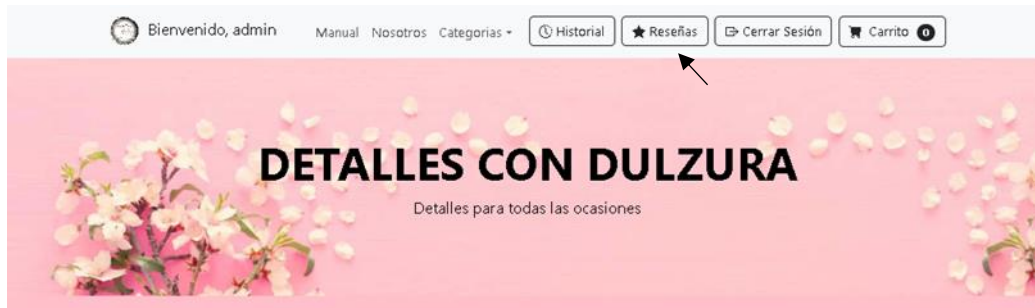 Bienvenido, admin Manual Nosotros Categorias Historial Reseñas Cerrar Sesión Carrito 0
DETALLES CON DULZURA
Detalles para todas las ocasiones